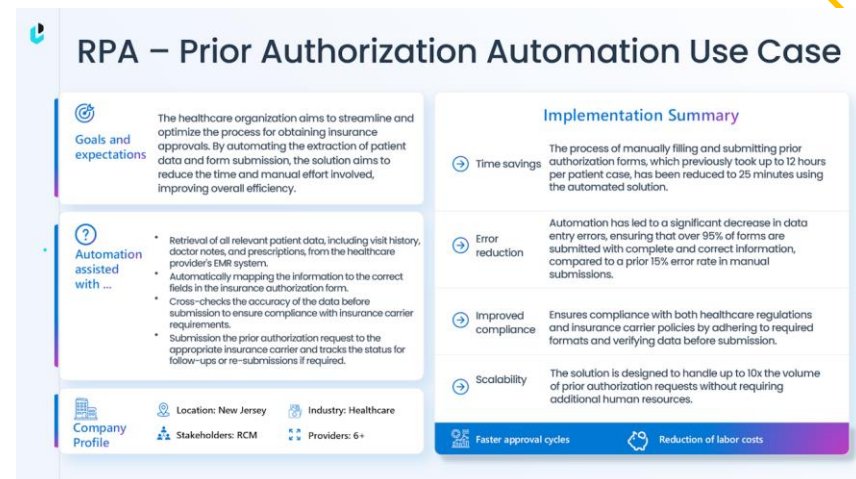 RPA – Prior Authorization Automation Use Case
Goals and
expectations
The healthcare organization aims to streamline and
optimize the process for obtaining insurance
approvals. By automating the extraction of patient
data and form submission, the solution aims to
reduce the time and manual effort involved,
improving overall efficiency.
Automation
assisted
with ...
* Retrieval of all relevant patient data, including visit history,
doctor notes, and prescriptions, from the healthcare
provider's EMR system.
* Automatically mapping the information to the correct
fields in the insurance authorization form.
* Cross-checks the accuracy of the data before
submission to ensure compliance with insurance carrier
requirements.
* Submission the prior authorization request to the
appropriate insurance carrier and tracks the status for
follow-ups or re-submissions if required.
Company
Profile
Location: New Jersey
Industry: Healthcare
Stakeholders: RCM
Providers: 6+
Implementation Summary
Time savings
The process of manually filling and submitting prior
authorization forms, which previously took up to 12 hours
per patient case, has been reduced to 25 minutes using
the automated solution.
Error
reduction
Automation has led to a significant decrease in data
entry errors, ensuring that over 95% of forms are
submitted with complete and correct information,
compared to a prior 15% error rate in manual
submissions.
Improved
compliance
Ensures compliance with both healthcare regulations
and insurance carrier policies by adhering to required
formats and verifying data before submission.
Scalability
The solution is designed to handle up to 10x the volume
of prior authorization requests without requiring
additional human resources.
Faster approval cycles
Reduction of labor costs